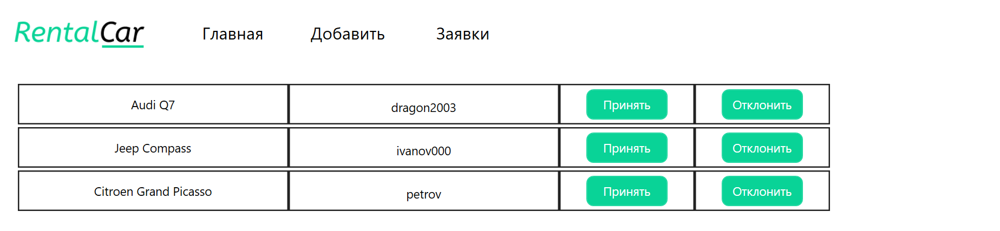 RentalCar Главная Добавить Заявки
Audi Q7 dragon2003 Принять Отклонить
Jeep Compass ivanov000 Принять Отклонить
Citroen Grand Picasso petrov Принять Отклонить